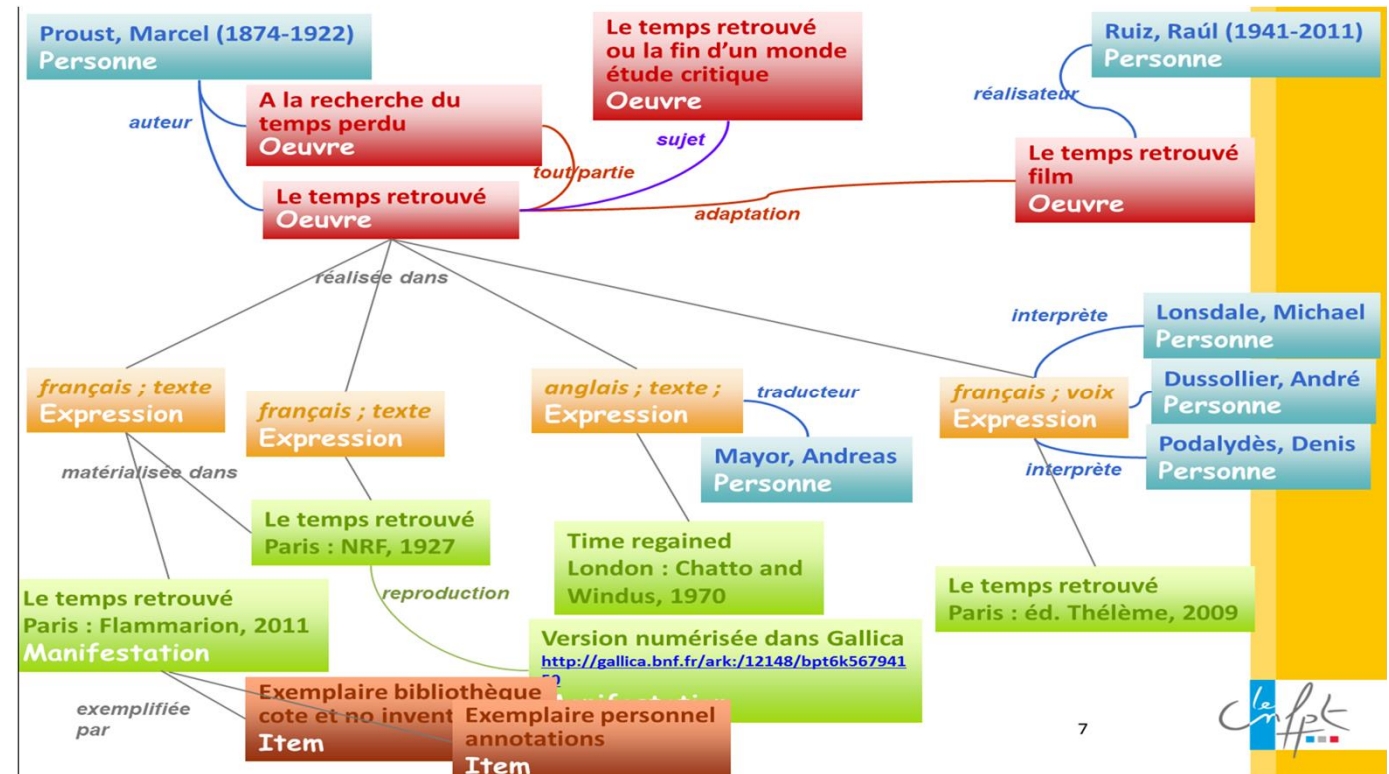 Proust, Marcel (1874-1922)
Personne
auteur
A la recherche du
temps perdu
Oeuvre
tout/partie
Le temps retrouvé
Oeuvre
Le temps retrouvé
ou la fin d'un monde
étude critique
Oeuvre
sujet
adaptation
Ruiz, Raúl (1941-2011)
Personne
réalisateur
Le temps retrouvé
film
Oeuvre
réalisée dans
français ; texte
Expression
français ; texte
Expression
anglais ; texte ;
Expression
traducteur
Mayor, Andreas
Personne
français ; voix
Expression
interprète
Lonsdale, Michael
Personne
Dussollier, André
Personne
Podalydès, Denis
Personne
interprète
matérialisée dans
Le temps retrouvé
Paris : NRF, 1927
reproduction
Time regained
London : Chatto and
Windus, 1970
Le temps retrouvé
Paris : éd. Thélème, 2009
Le temps retrouvé
Paris : Flammarion, 2011
Manifestation
Version numérisée dans Gallica
http://gallica.bnf.fr/ark:/12148/bpt6k567941
exemplifiée
par
Exemplaire bibliothèque
cote et no invent
Item
Exemplaire personnel
annotations
Item
7
le cnfpt